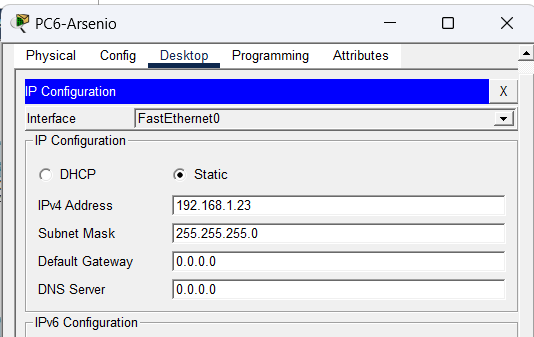 PC6-Arsenio
Physical Config Desktop Programming Attributes
IP Configuration X
Interface FastEthernet0
IP Configuration
DHCP Static
IPv4 Address 192.168.1.23
Subnet Mask 255.255.255.0
Default Gateway 0.0.0.0
DNS Server 0.0.0.0
IPv6 Configuration